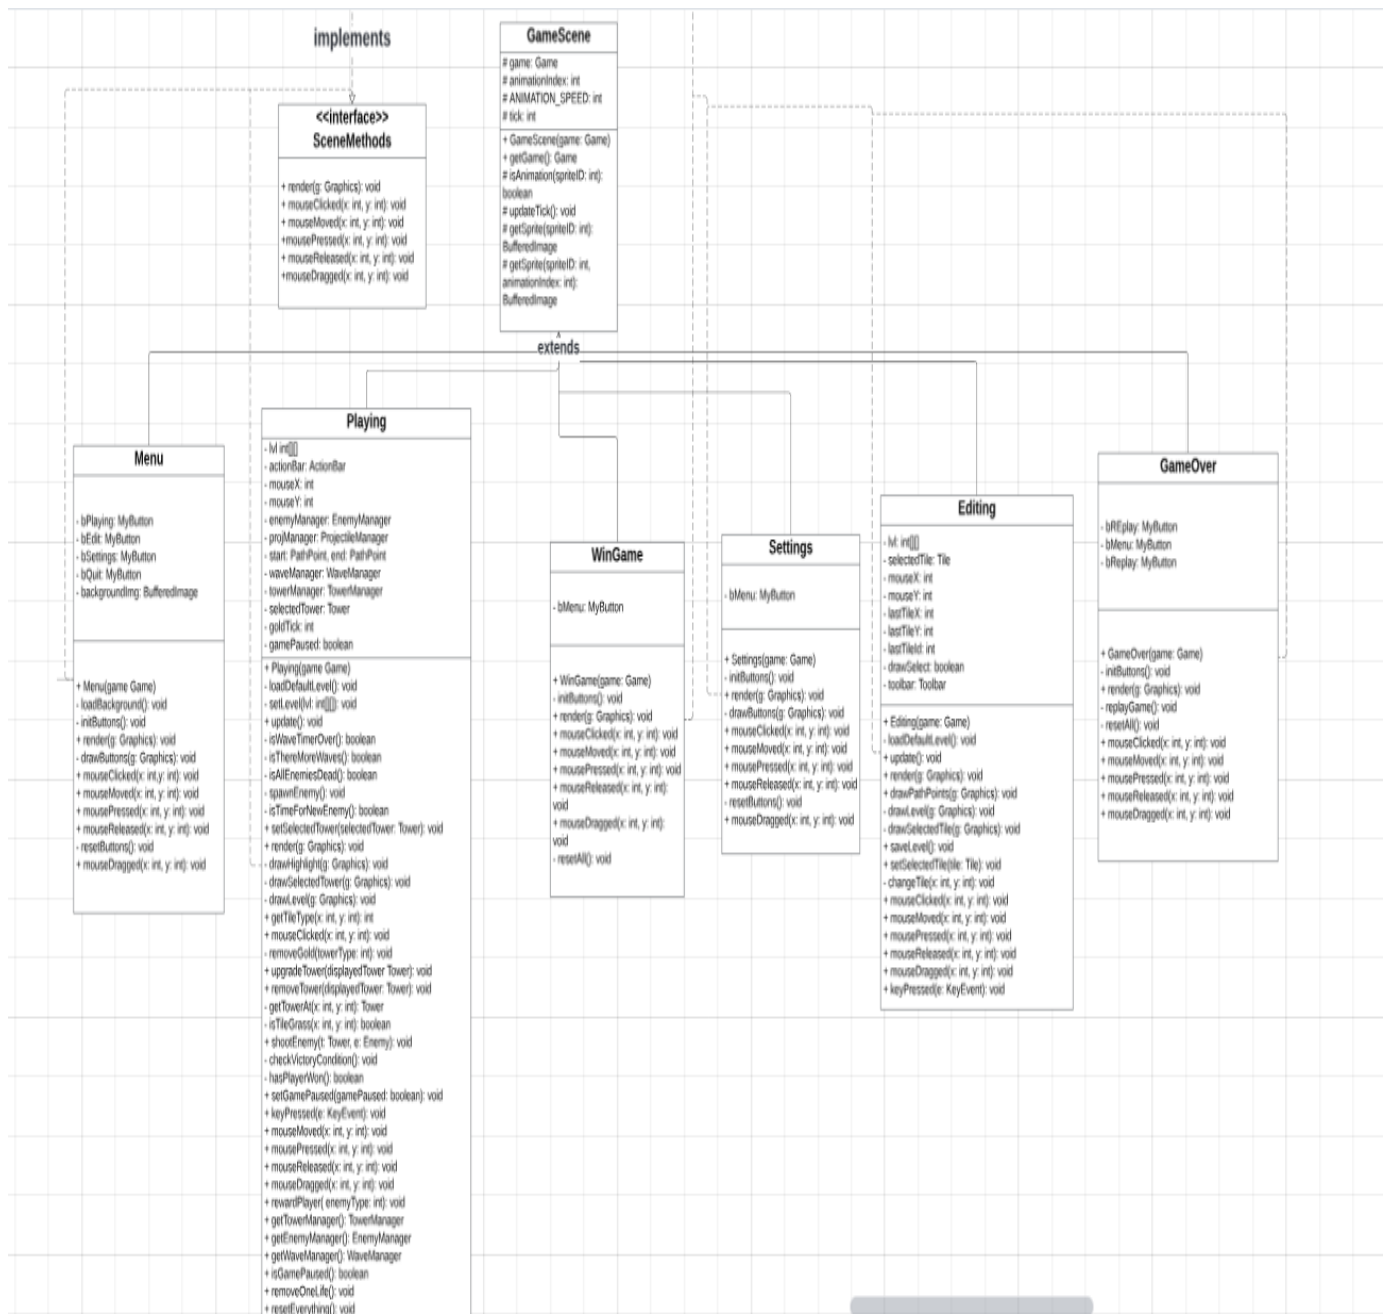 implements
<<interface>>
SceneMethods
+ render(g: Graphics): void
+ mouseClicked(x: int, y: int): void
+ mouseMoved(x: int, y: int): void
+mousePressed(x: int, y: int): void
+ mouseReleased(x: int, y: int): void
+mouseDragged(x: int, y: int): void
GameScene
# game: Game
# animationIndex: int
# ANIMATION_SPEED: int
# tick: int
+ GameScene(game: Game)
+ getGame(): Game
# isAnimation(spriteID: int):
boolean
# updateTick(): void
# getSprite(spriteID: int):
BufferedImage
# getSprite(spriteID: int,
animationIndex: int):
BufferedImage
extends
Menu
- bPlaying: MyButton
- bEdit: MyButton
- bSettings: MyButton
- bQuit: MyButton
- backgroundImg: BufferedImage
+ Menu(game Game)
- loadBackground(): void
- initButtons(): void
+ render(g: Graphics): void
- drawButtons(g: Graphics): void
+ mouseClicked(x: int,y: int): void
+ mouseMoved(x: int, y: int): void
+ mousePressed(x: int, y: int): void
+ mouseReleased(x: int, y: int): void
- resetButtons(): void
+ mouseDragged(x: int, y: int): void
Playing
- lvl int[][]
- actionBar: ActionBar
- mouseX: int
- mouseY: int
- enemyManager: EnemyManager
- projManager: ProjectileManager
- start: PathPoint, end: PathPoint
- waveManager: WaveManager
- towerManager: TowerManager
- selectedTower: Tower
- goldTick: int
- gamePaused: boolean
+ Playing(game Game)
- loadDefaultLevel(): void
- setLevel(lvl: int[][]): void
+ update(): void
- isWaveTimerOver(): boolean
- isThereMoreWaves(): boolean
- isAllEnemiesDead(): boolean
- spawnEnemy(): void
- isTimeForNewEnemy(): boolean
+ setSelectedTower(selectedTower: Tower): void
+ render(g: Graphics): void
- drawHighlight(g: Graphics): void
- drawSelectedTower(g: Graphics): void
- drawLevel(g: Graphics): void
+ getTileType(x: int, y: int): int
+ mouseClicked(x: int, y: int): void
- removeGold(towerType: int): void
+ upgradeTower(displayedTower Tower): void
+ removeTower(displayedTower: Tower): void
- getTowerAt(x: int, y: int): Tower
- isTileGrass(x: int, y: int): boolean
+ shootEnemy(t: Tower, e: Enemy): void
- checkVictoryCondition(): void
- hasPlayerWon(): boolean
+ setGamePaused(gamePaused: boolean): void
+ keyPressed(e: KeyEvent): void
+ mouseMoved(x: int, y: int): void
+ mousePressed(x: int, y: int): void
+ mouseReleased(x: int, y: int): void
+ mouseDragged(x: int, y: int): void
+ rewardPlayer( enemyType: int): void
+ getTowerManager(): TowerManager
+ getEnemyManager(): EnemyManager
+ getWaveManager(): WaveManager
+ isGamePaused(): boolean
+ removeOneLife(): void
+ resetEverything(): void
WinGame
- bMenu: MyButton
+ WinGame(game: Game)
- initButtons(): void
+ render(g: Graphics): void
+ mouseClicked(x: int, y: int): void
+ mouseMoved(x: int, y: int): void
+ mousePressed(x: int, y: int): void
+ mouseReleased(x: int, y: int):
void
+ mouseDragged(x: int, y: int):
void
- resetAll(): void
Settings
- bMenu: MyButton
+ Settings(game: Game)
- initButtons(): void
+ render(g: Graphics): void
- drawButtons(g: Graphics): void
+ mouseClicked(x: int, y: int): void
+ mouseMoved(x: int, y: int): void
+ mousePressed(x: int, y: int): void
+ mouseReleased(x: int, y: int): void
- resetButtons(): void
+ mouseDragged(x: int, y: int): void
Editing
- lvl: int[][]
- selectedTile: Tile
- mouseX: int
- mouseY: int
- lastTileX: int
- lastTileY: int
- lastTileId: int
- drawSelect: boolean
- toolbar: Toolbar
+ Editing(game: Game)
- loadDefaultLevel(): void
+ update(): void
+ render(g: Graphics): void
+ drawPathPoints(g: Graphics): void
- drawLevel(g: Graphics): void
- drawSelectedTile(g: Graphics): void
+ saveLevel(): void
+ setSelectedTile(tile: Tile): void
- changeTile(x: int, y: int): void
+ mouseClicked(x: int, y: int): void
+ mouseMoved(x: int, y: int): void
+ mousePressed(x: int, y: int): void
+ mouseReleased(x: int, y: int): void
+ mouseDragged(x: int, y: int): void
+ keyPressed(e: KeyEvent): void
GameOver
- bREplay: MyButton
- bMenu: MyButton
- bReplay: MyButton
+ GameOver(game: Game)
- initButtons(): void
+ render(g: Graphics): void
- replayGame(): void
- resetAll(): void
+ mouseClicked(x: int, y: int): void
+ mouseMoved(x: int, y: int): void
+ mousePressed(x: int, y: int): void
+ mouseReleased(x: int, y: int): void
+ mouseDragged(x: int, y: int): void